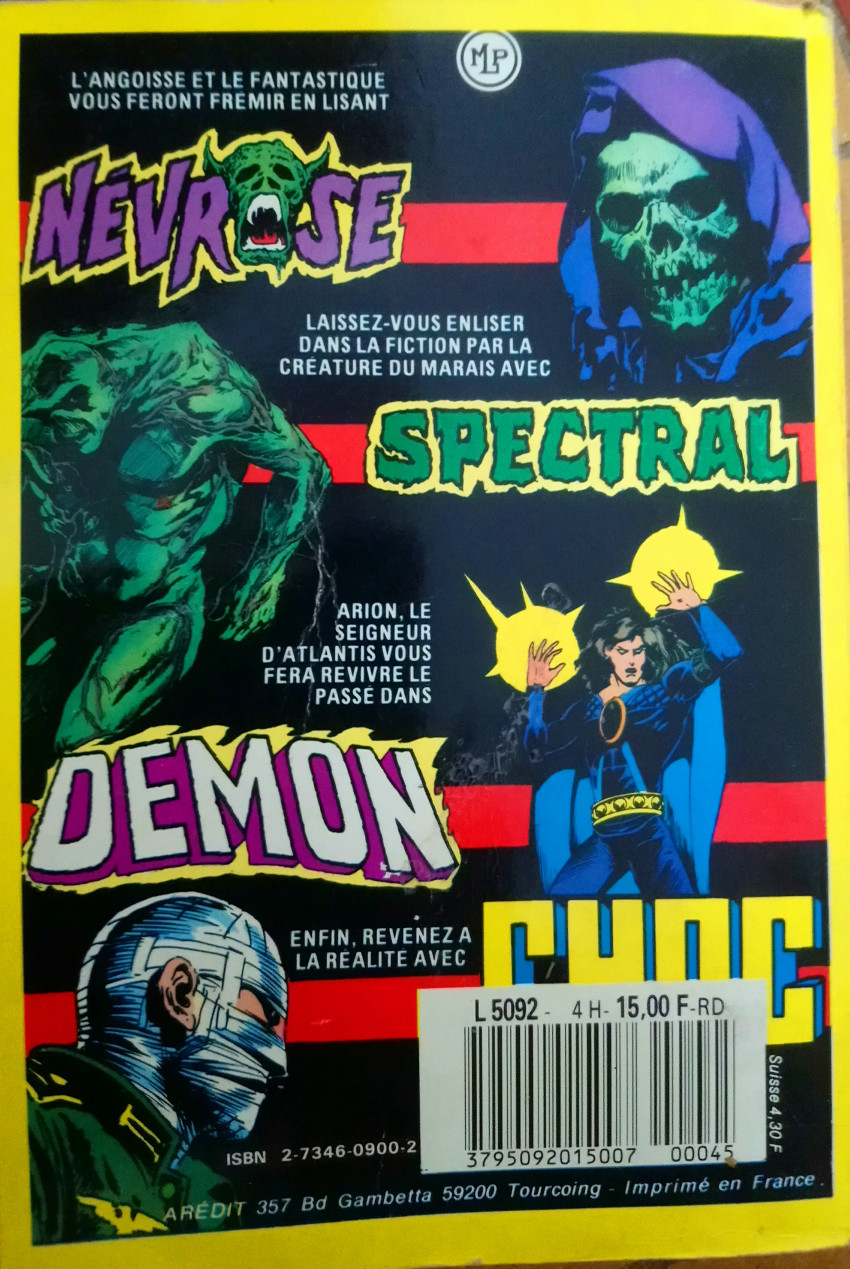 MLP
L'ANGOISSE ET LE FANTASTIQUE
VOUS FERONT FRÉMIR EN LISANT
NÉVROSE
LAISSEZ-VOUS ENLISER
DANS LA FICTION PAR LA
CRÉATURE DU MARAIS AVEC
SPECTRAL
ARION, LE
SEIGNEUR
D'ATLANTIS VOUS
FERA REVIVRE LE
PASSÉ DANS
DEMON
ENFIN, REVENEZ A
LA RÉALITÉ AVEC
CHOC
L 5092 - 4 H - 15,00 F-RD
3795092015007 00045
Suisse 4,30 F
ISBN 2-7346-0900-2
ARÉDIT 357 Bd Gambetta 59200 Tourcoing - Imprimé en France.